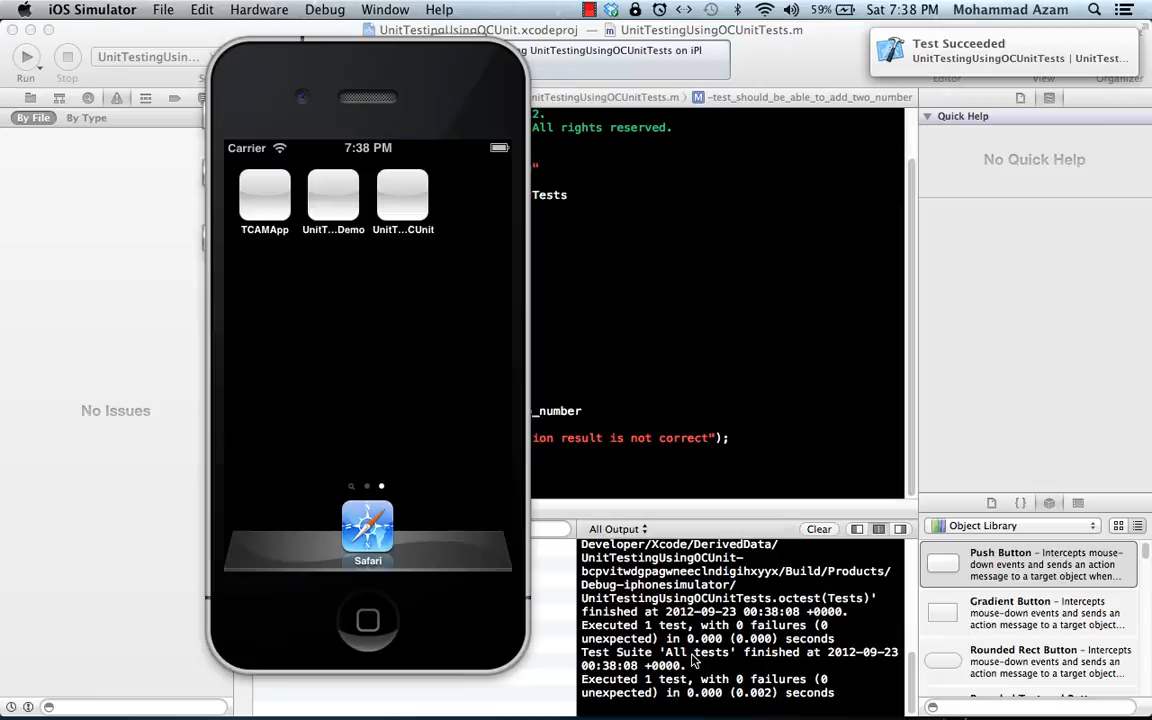 iOS Simulator File Edit Hardware Debug Window Help 59% Sat 7:38 PM Mohammad Azam
UnitTestingUsingOCUnit.xcodeproj — UnitTestingUsingOCUnitTests.m
Test Succeeded
UnitTestingUsingOCUnitTests | UnitTest...
UnitTestingUsin...
UnitTestingUsingOCUnitTests on iPl
Run
Stop
Editor
View
Organizer
By File By Type
nitTestingUsingOCUnitTests.m
-test_should_be_able_to_add_two_number
Quick Help
No Quick Help
2.
All rights reserved.
"
Tests
_number
ion result is not correct");
No Issues
Carrier 7:38 PM
TCAMApp UnitT...Demo UnitT...CUnit
Safari
All Output
Clear
Developer/Xcode/DerivedData/
UnitTestingUsingOCUnit-
bcpvitwdgpagwneeclndigihxyyx/Build/Products/
Debug-iphonesimulator/
UnitTestingUsingOCUnitTests.octest(Tests)'
finished at 2012-09-23 00:38:08 +0000.
Executed 1 test, with 0 failures (0
unexpected) in 0.000 (0.000) seconds
Test Suite 'All tests' finished at 2012-09-23
00:38:08 +0000.
Executed 1 test, with 0 failures (0
unexpected) in 0.000 (0.002) seconds
Object Library
Push Button – Intercepts mouse-
down events and sends an action
message to a target object when...
Gradient Button – Intercepts
mouse-down events and sends an
action message to a target object...
Rounded Rect Button – Intercepts
mouse-down events and sends an
action message to a target object...